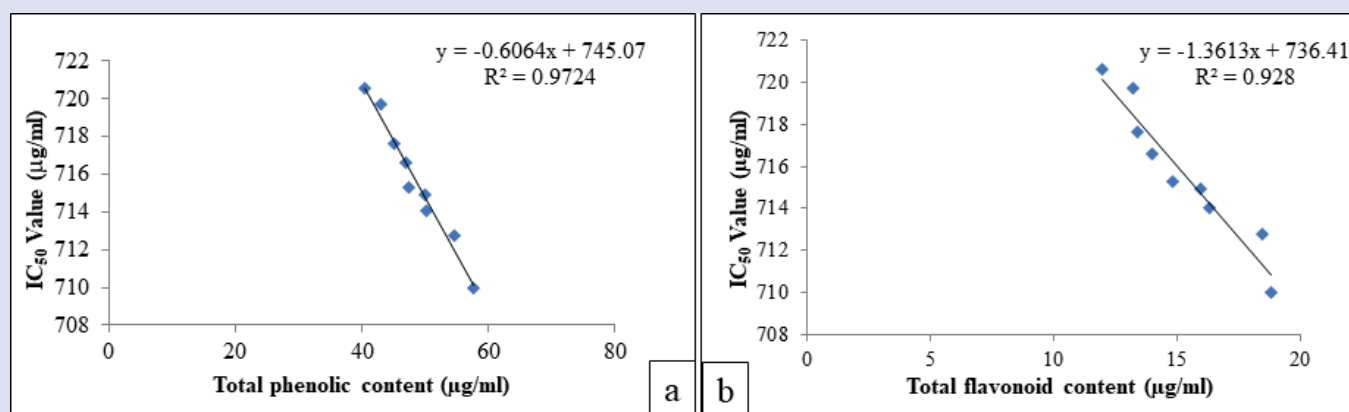 y = -0.6064x + 745.07
R² = 0.9724
722
720
718
716
714
712
710
708
0 20 40 60 80
IC₅₀ Value (µg/ml)
Total phenolic content (µg/ml)
a
y = -1.3613x + 736.41
R² = 0.928
722
720
718
716
714
712
710
708
0 5 10 15 20
IC₅₀ Value (µg/ml)
Total flavonoid content (µg/ml)
b